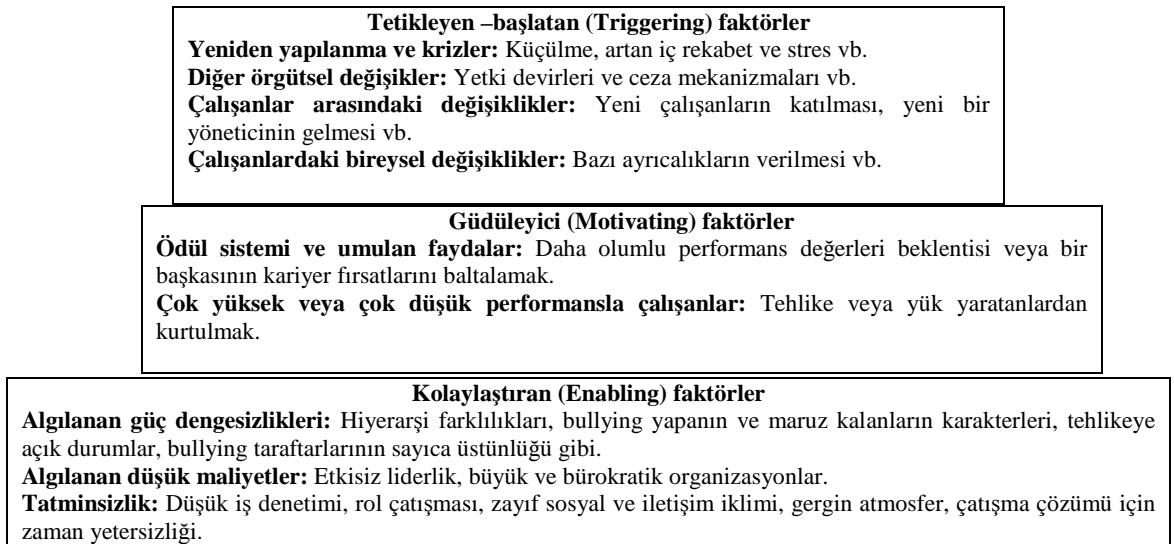 Tetikleyen –başlatan (Triggering) faktörler
Yeniden yapılanma ve krizler: Küçülme, artan iç rekabet ve stres vb.
Diğer örgütsel değişikler: Yetki devirleri ve ceza mekanizmaları vb.
Çalışanlar arasındaki değişiklikler: Yeni çalışanların katılması, yeni bir
yöneticinin gelmesi vb.
Çalışanlardaki bireysel değişiklikler: Bazı ayrıcalıkların verilmesi vb.
Güdüleyici (Motivating) faktörler
Ödül sistemi ve umulan faydalar: Daha olumlu performans değerleri beklentisi veya bir
başkasının kariyer fırsatlarını baltalamak.
Çok yüksek veya çok düşük performansla çalışanlar: Tehlike veya yük yaratanlardan
kurtulmak.
Kolaylaştıran (Enabling) faktörler
Algılanan güç dengesizlikleri: Hiyerarşi farklılıkları, bullying yapanın ve maruz kalanların karakterleri, tehlikeye
açık durumlar, bullying taraftarlarının sayıca üstünlüğü gibi.
Algılanan düşük maliyetler: Etkisiz liderlik, büyük ve bürokratik organizasyonlar.
Tatminsizlik: Düşük iş denetimi, rol çatışması, zayıf sosyal ve iletişim iklimi, gergin atmosfer, çatışma çözümü için
zaman yetersizliği.